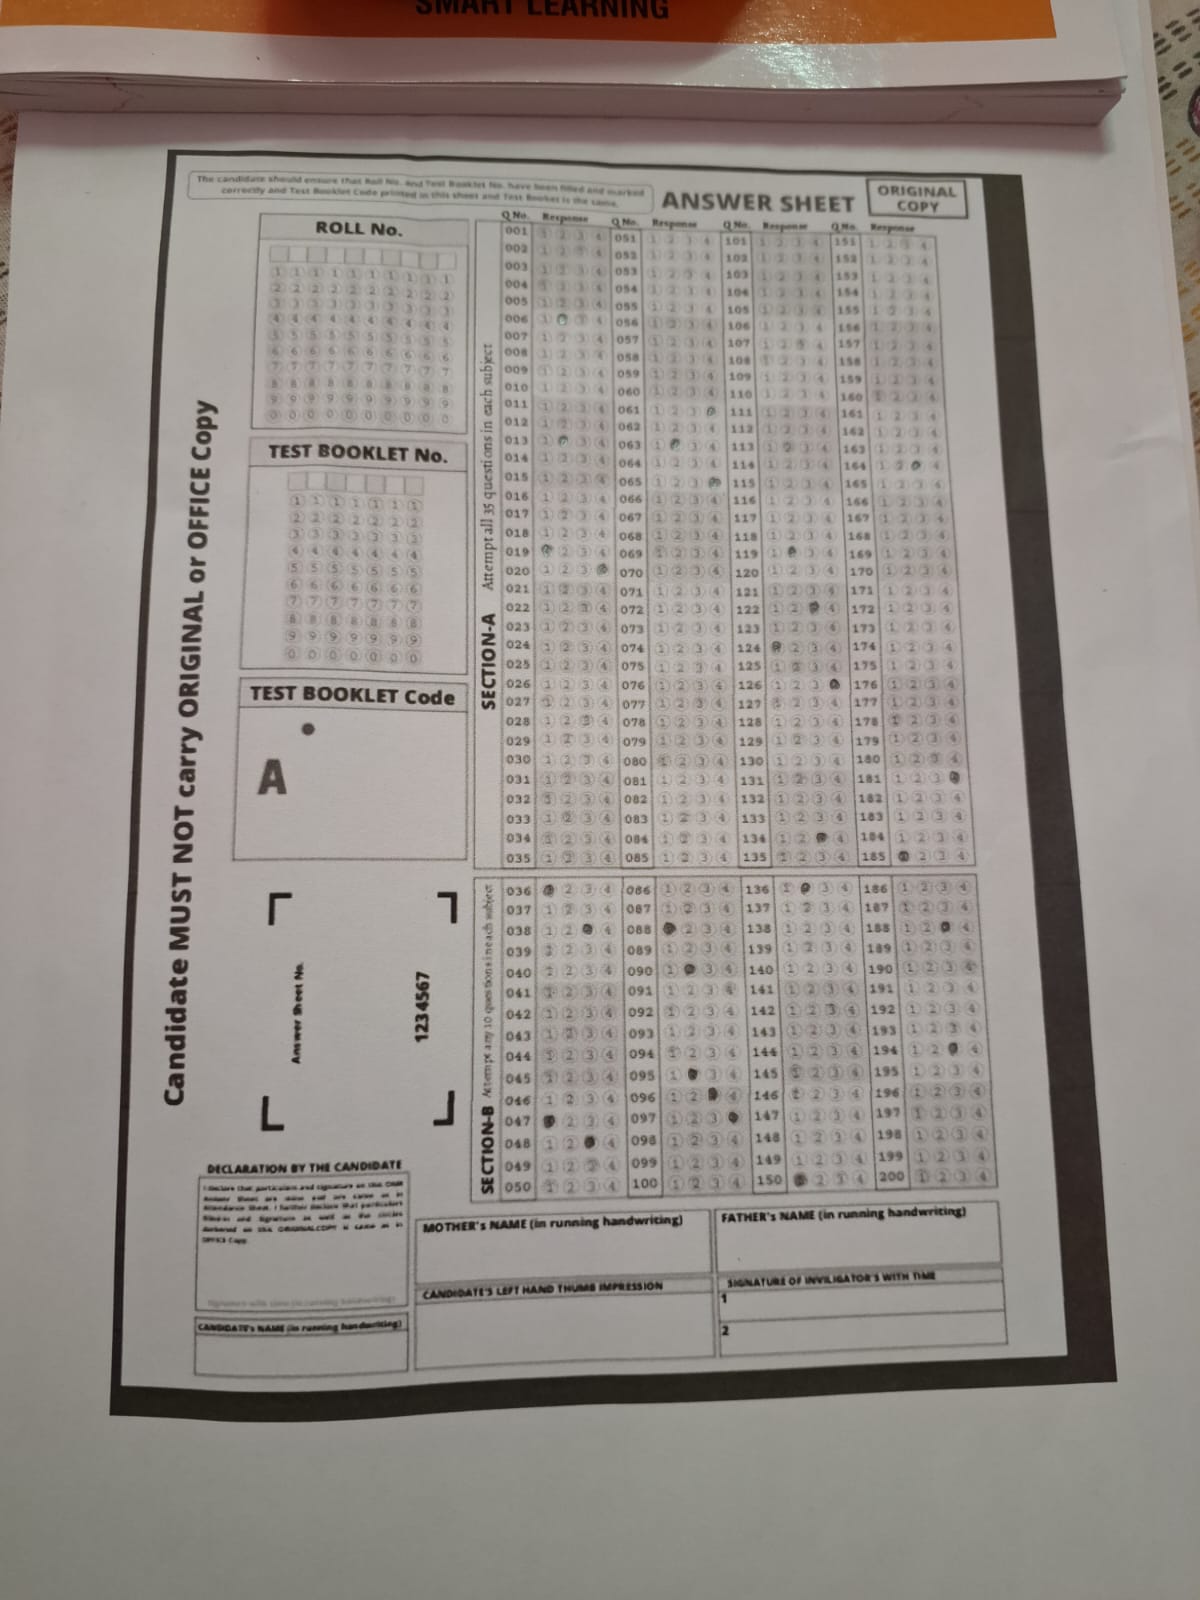 SMART LEARNING
The candidate should ensure that Roll No. and Test Booklet No. have been filled and marked
correctly and Test Booklet Code printed in this sheet and Test Booket is the same.
ANSWER SHEET
ORIGINAL
COPY
Candidate MUST NOT carry ORIGINAL or OFFICE Copy
ROLL No.
TEST BOOKLET No.
TEST BOOKLET Code
A
Answer Sheet No.
1234567
Q No. Response Q No. Response Q No. Response Q No. Response
SECTION-A Attempt all 35 questions in each subject
001 1 2 3 4 051 1 2 3 4 101 1 2 3 4 151 1 2 3 4
002 1 2 3 4 052 1 2 3 4 102 1 2 3 4 152 1 2 3 4
003 1 2 3 4 053 1 2 3 4 103 1 2 3 4 153 1 2 3 4
004 1 2 3 4 054 1 2 3 4 104 1 2 3 4 154 1 2 3 4
005 1 2 3 4 055 1 2 3 4 105 1 2 3 4 155 1 2 3 4
006 1 3 4 056 1 2 3 4 106 1 2 3 4 156 1 2 3 4
007 1 2 3 4 057 1 2 3 4 107 1 2 3 4 157 1 2 3 4
008 1 2 3 4 058 1 2 3 4 108 1 2 3 4 158 1 2 3 4
009 1 2 3 4 059 1 2 3 4 109 1 2 3 4 159 1 2 3 4
010 1 2 3 4 060 1 2 3 4 110 1 2 3 4 160 1 2 3 4
011 1 2 3 4 061 1 2 3 111 1 2 3 4 161 1 2 3 4
012 1 2 3 4 062 1 2 3 4 112 1 2 3 4 162 1 2 3 4
013 1 3 4 063 1 3 4 113 1 2 3 4 163 1 2 3 4
014 1 2 3 4 064 1 2 3 4 114 1 2 3 4 164 1 2 4
015 1 2 3 4 065 1 2 3 115 1 2 3 4 165 1 2 3 4
016 1 2 3 4 066 1 2 3 4 116 1 2 3 4 166 1 2 3 4
017 1 2 3 4 067 1 2 3 4 117 1 2 3 4 167 1 2 3 4
018 1 2 3 4 068 1 2 3 4 118 1 2 3 4 168 1 2 3 4
019 2 3 4 069 1 2 3 4 119 1 3 4 169 1 2 3 4
020 1 2 3 070 1 2 3 4 120 1 2 3 4 170 1 2 3 4
021 1 2 3 4 071 1 2 3 4 121 1 2 3 4 171 1 2 3 4
022 1 2 3 4 072 1 2 3 4 122 1 2 4 172 1 2 3 4
023 1 2 3 4 073 1 2 3 4 123 1 2 3 4 173 1 2 3 4
024 1 2 3 4 074 1 2 3 4 124 2 3 4 174 1 2 3 4
025 1 2 3 4 075 1 2 3 4 125 1 2 3 4 175 1 2 3 4
026 1 2 3 4 076 1 2 3 4 126 1 2 3 176 1 2 3 4
027 1 2 3 4 077 1 2 3 4 127 1 2 3 4 177 1 2 3 4
028 1 2 3 4 078 1 2 3 4 128 1 2 3 4 178 1 2 3 4
029 1 2 3 4 079 1 2 3 4 129 1 2 3 4 179 1 2 3 4
030 1 2 3 4 080 1 2 3 4 130 1 2 3 4 180 1 2 3 4
031 1 2 3 4 081 1 2 3 4 131 1 2 3 4 181 1 2 3
032 1 2 3 4 082 1 2 3 4 132 1 2 3 4 182 1 2 3 4
033 1 2 3 4 083 1 2 3 4 133 1 2 3 4 183 1 2 3 4
034 1 2 3 4 084 1 2 3 4 134 1 2 4 184 1 2 3 4
035 1 2 3 4 085 1 2 3 4 135 1 2 3 4 185 2 3 4
SECTION-B Attempt any 10 questions in each subject
036 2 3 4 086 1 2 3 4 136 1 3 4 186 1 2 3 4
037 1 2 3 4 087 1 2 3 4 137 1 2 3 4 187 1 2 3 4
038 1 2 4 088 2 3 4 138 1 2 3 4 188 1 2 4
039 1 2 3 4 089 1 2 3 4 139 1 2 3 4 189 1 2 3 4
040 1 2 3 4 090 1 3 4 140 1 2 3 4 190 1 2 3 4
041 1 2 3 4 091 1 2 3 4 141 1 2 3 4 191 1 2 3 4
042 1 2 3 4 092 1 2 3 4 142 1 2 3 4 192 1 2 3 4
043 1 2 3 4 093 1 2 3 4 143 1 2 3 4 193 1 2 3 4
044 1 2 3 4 094 1 2 3 4 144 1 2 3 4 194 1 2 4
045 1 2 3 4 095 1 3 4 145 1 2 3 4 195 1 2 3 4
046 1 2 3 4 096 1 2 4 146 1 2 3 4 196 1 2 3 4
047 2 3 4 097 1 2 3 147 1 2 3 4 197 1 2 3 4
048 1 2 4 098 1 2 3 4 148 1 2 3 4 198 1 2 3 4
049 1 2 3 4 099 1 2 3 4 149 1 2 3 4 199 1 2 3 4
050 1 2 3 4 100 1 2 3 4 150 2 3 4 200 1 2 3 4
DECLARATION BY THE CANDIDATE
CANDIDATE's NAME (in running handwriting)
MOTHER's NAME (in running handwriting)
FATHER's NAME (in running handwriting)
CANDIDATE'S LEFT HAND THUMB IMPRESSION
SIGNATURE OF INVILIGATOR'S WITH TIME
1
2